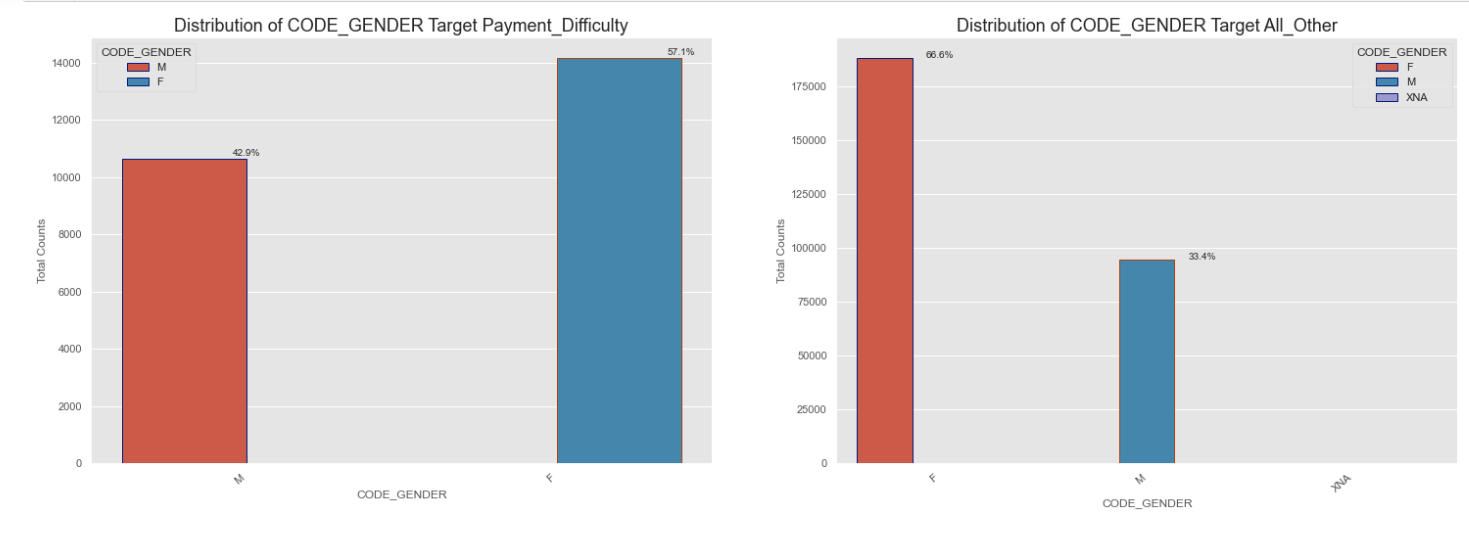 Distribution of CODE_GENDER Target Payment_Difficulty
CODE_GENDER
M
F
57.1%
42.9%
14000
12000
10000
8000
6000
4000
2000
0
Total Counts
M
F
CODE_GENDER
Distribution of CODE_GENDER Target All_Other
66.6%
CODE_GENDER
F
M
XNA
33.4%
175000
150000
125000
100000
75000
50000
25000
0
Total Counts
F
M
XNA
CODE_GENDER